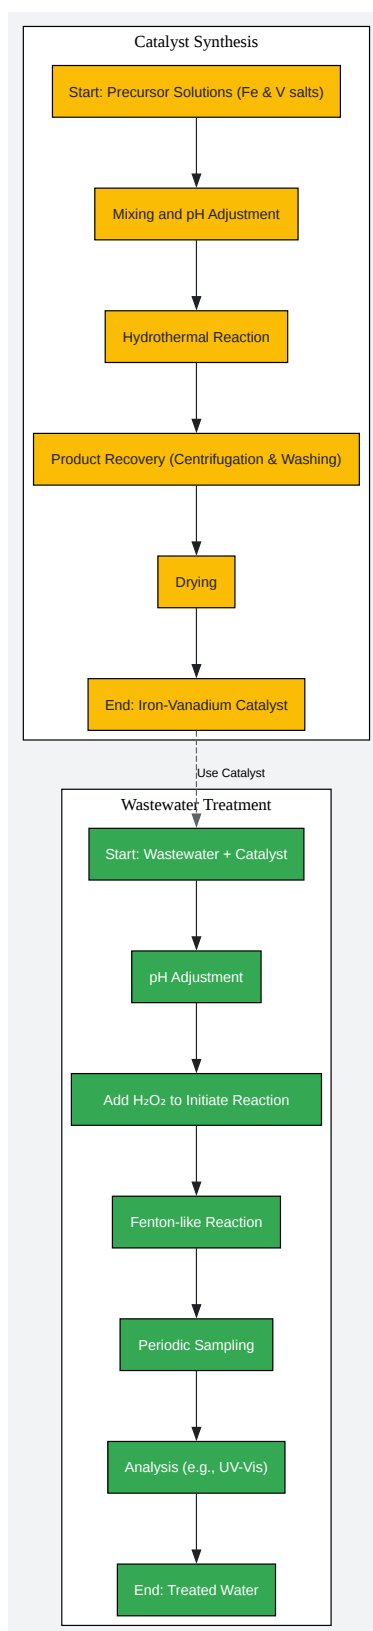 Catalyst Synthesis
Start: Precursor Solutions (Fe & V salts)
Mixing and pH Adjustment
Hydrothermal Reaction
Product Recovery (Centrifugation & Washing)
Drying
End: Iron-Vanadium Catalyst
Use Catalyst
Wastewater Treatment
Start: Wastewater + Catalyst
pH Adjustment
Add H₂O₂ to Initiate Reaction
Fenton-like Reaction
Periodic Sampling
Analysis (e.g., UV-Vis)
End: Treated Water